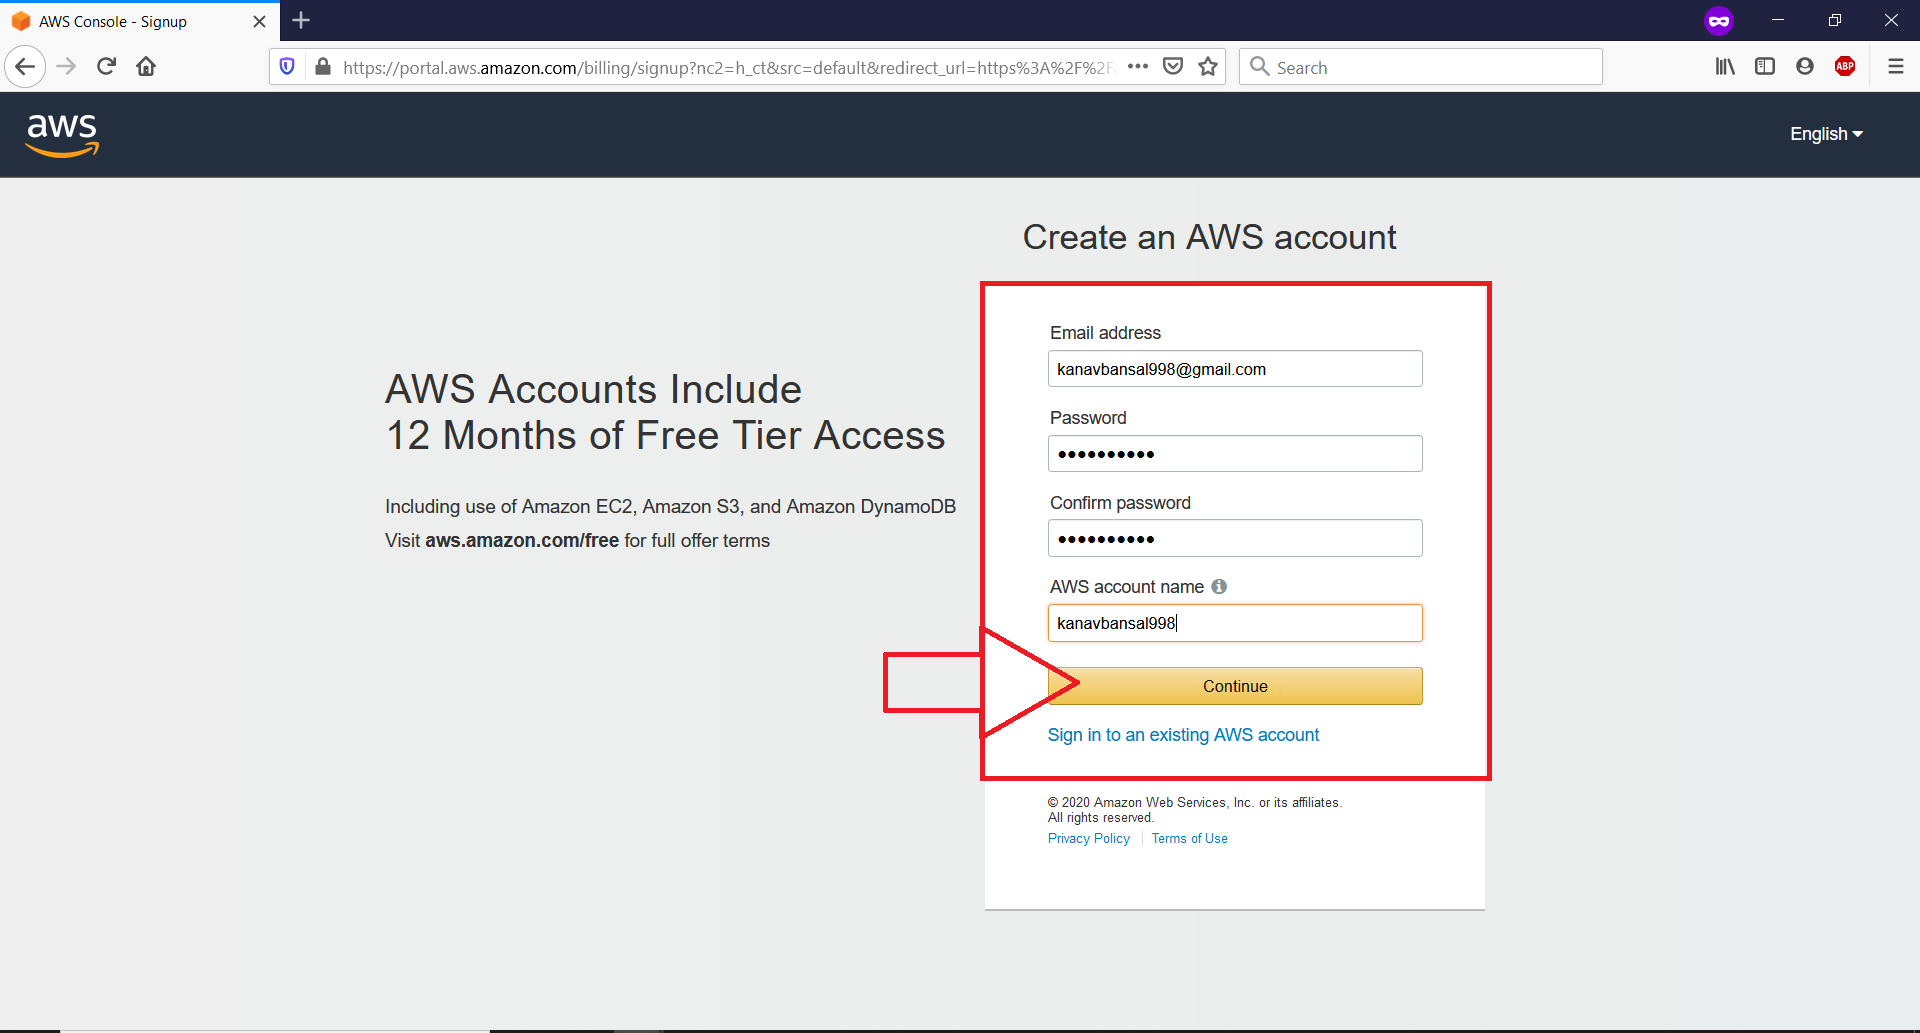 AWS Console - Signup
https://portal.aws.amazon.com/billing/signup?nc2=h_ct&src=default&redirect_url=https%3A%2F%2F
Search
ABP
aws
English
Create an AWS account
AWS Accounts Include
12 Months of Free Tier Access
Including use of Amazon EC2, Amazon S3, and Amazon DynamoDB
Visit aws.amazon.com/free for full offer terms
Email address
kanavbansal998@gmail.com
Password
••••••••••
Confirm password
••••••••••
AWS account name
kanavbansal998
Continue
Sign in to an existing AWS account
© 2020 Amazon Web Services, Inc. or its affiliates.
All rights reserved.
Privacy Policy
Terms of Use